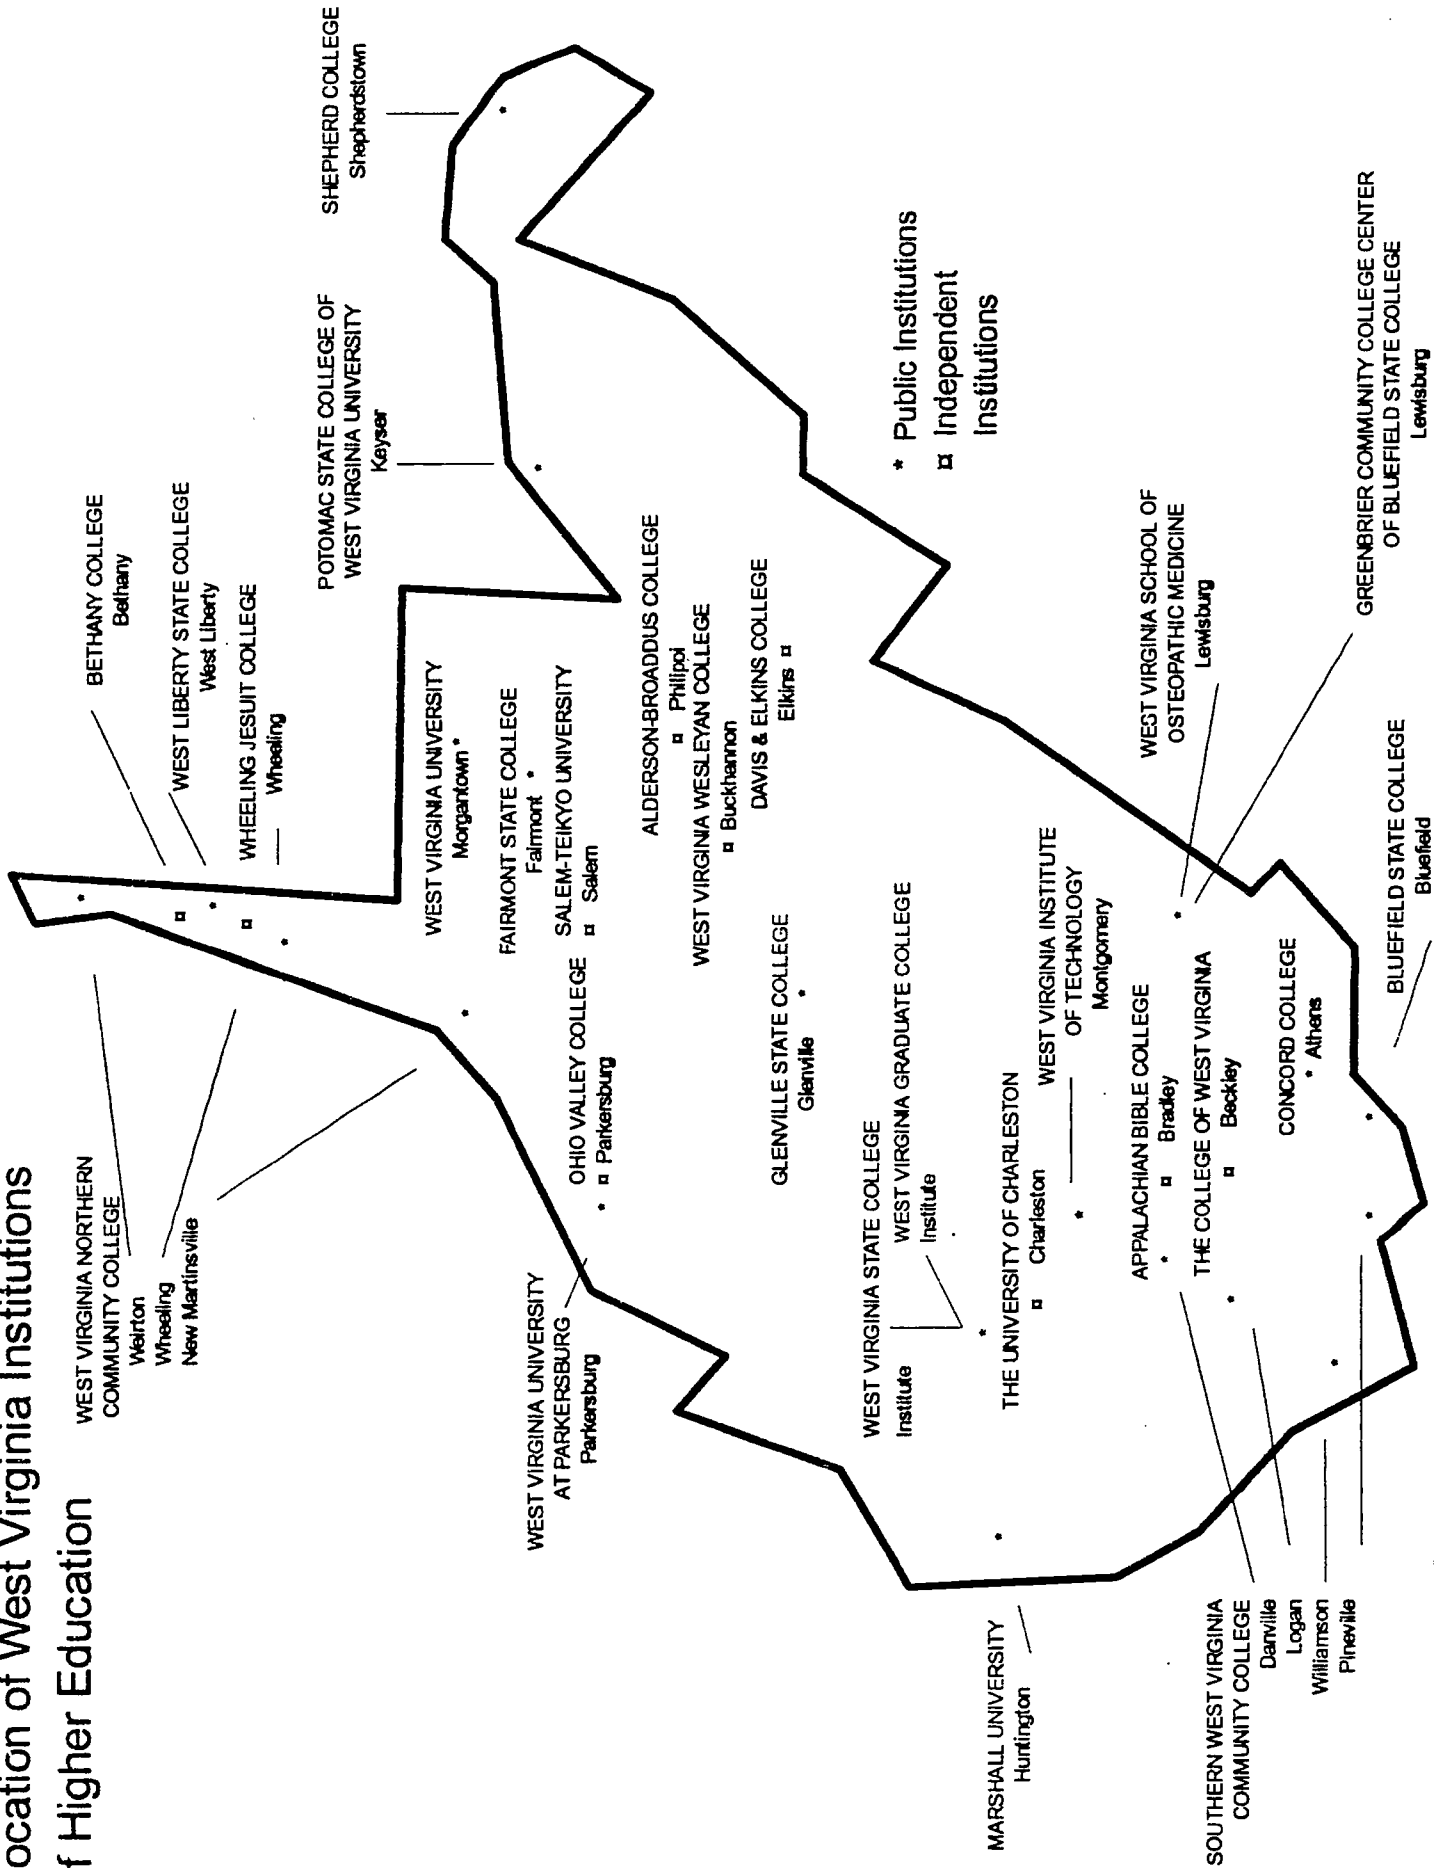 ocation of West Virginia Institutions
f Higher Education
WEST VIRGINIA NORTHERN
COMMUNITY COLLEGE
Weirton
Wheeling
New Martinsville
BETHANY COLLEGE
Bethany
WEST LIBERTY STATE COLLEGE
West Liberty
WHEELING JESUIT COLLEGE
Wheeling
POTOMAC STATE COLLEGE OF
WEST VIRGINIA UNIVERSITY
Keyser
SHEPHERD COLLEGE
Shepherdstown
WEST VIRGINIA UNIVERSITY
Morgantown *
FAIRMONT STATE COLLEGE
Fairmont *
SALEM-TEIKYO UNIVERSITY
¤ Salem
OHIO VALLEY COLLEGE
* ¤ Parkersburg
WEST VIRGINIA UNIVERSITY
AT PARKERSBURG
Parkersburg
ALDERSON-BROADDUS COLLEGE
¤ Philippi
WEST VIRGINIA WESLEYAN COLLEGE
¤ Buckhannon
DAVIS & ELKINS COLLEGE
Elkins ¤
GLENVILLE STATE COLLEGE
Glenville *
* Public Institutions
¤ Independent
Institutions
WEST VIRGINIA STATE COLLEGE
Institute
WEST VIRGINIA GRADUATE COLLEGE
Institute
THE UNIVERSITY OF CHARLESTON
¤ Charleston
WEST VIRGINIA INSTITUTE
OF TECHNOLOGY
Montgomery
MARSHALL UNIVERSITY
Huntington
APPALACHIAN BIBLE COLLEGE
¤ Bradley
THE COLLEGE OF WEST VIRGINIA
¤ Beckley
WEST VIRGINIA SCHOOL OF
OSTEOPATHIC MEDICINE
Lewisburg
GREENBRIER COMMUNITY COLLEGE CENTER
OF BLUEFIELD STATE COLLEGE
Lewisburg
CONCORD COLLEGE
* Athens
BLUEFIELD STATE COLLEGE
Bluefield
SOUTHERN WEST VIRGINIA
COMMUNITY COLLEGE
Danville
Logan
Williamson
Pineville